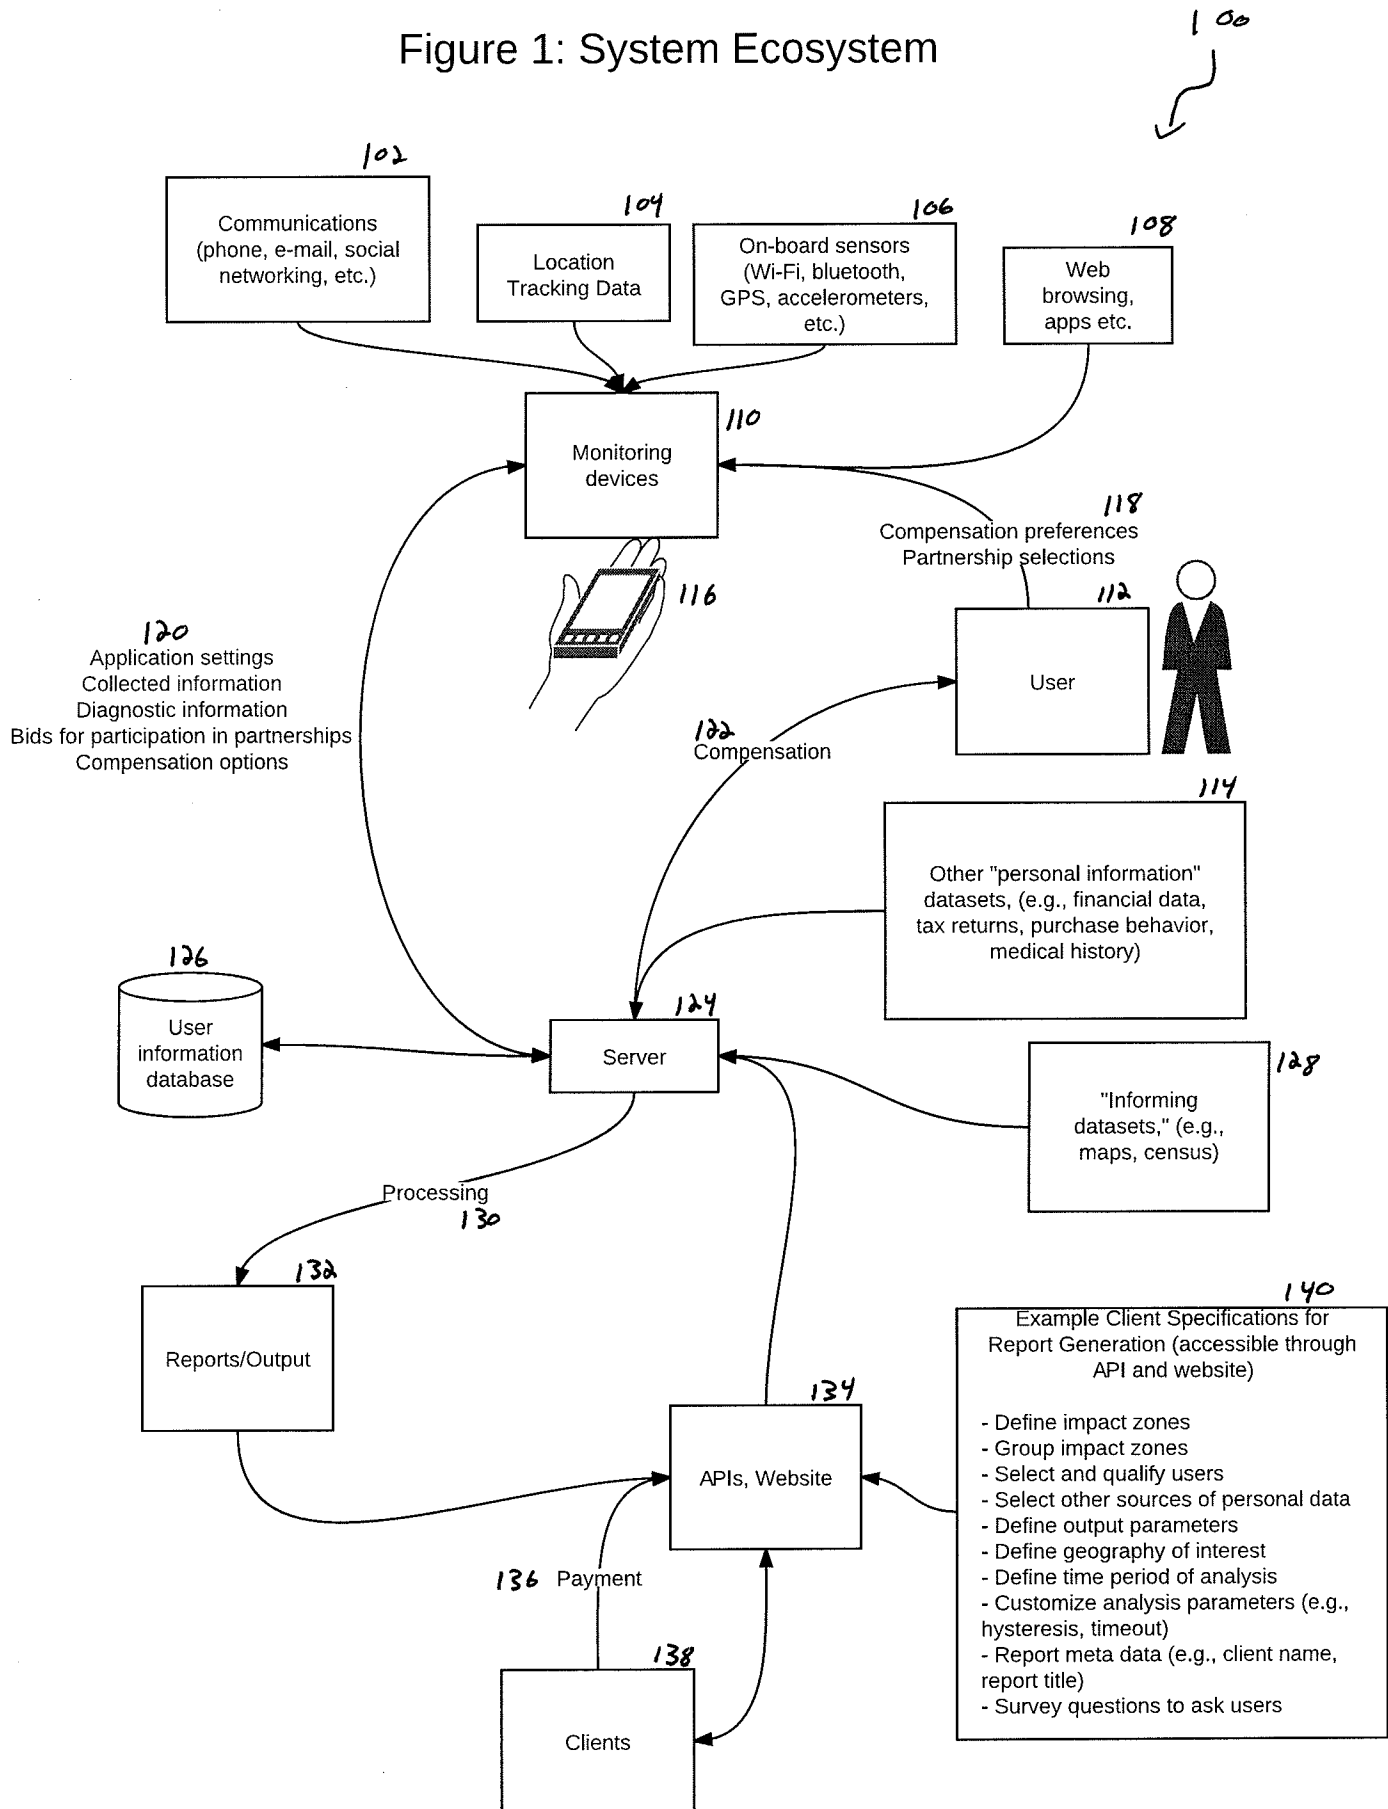 Figure 1: System Ecosystem
100
102
Communications
(phone, e-mail, social
networking, etc.)
104
Location
Tracking Data
106
On-board sensors
(Wi-Fi, bluetooth,
GPS, accelerometers,
etc.)
108
Web
browsing,
apps etc.
110
Monitoring
devices
116
118
Compensation preferences
Partnership selections
112
User
120
Application settings
Collected information
Diagnostic information
Bids for participation in partnerships
Compensation options
122
Compensation
114
Other "personal information"
datasets, (e.g., financial data,
tax returns, purchase behavior,
medical history)
126
User
information
database
124
Server
128
"Informing
datasets," (e.g.,
maps, census)
Processing
130
132
Reports/Output
134
APIs, Website
140
Example Client Specifications for
Report Generation (accessible through
API and website)
- Define impact zones
- Group impact zones
- Select and qualify users
- Select other sources of personal data
- Define output parameters
- Define geography of interest
- Define time period of analysis
- Customize analysis parameters (e.g.,
hysteresis, timeout)
- Report meta data (e.g., client name,
report title)
- Survey questions to ask users
136 Payment
138
Clients